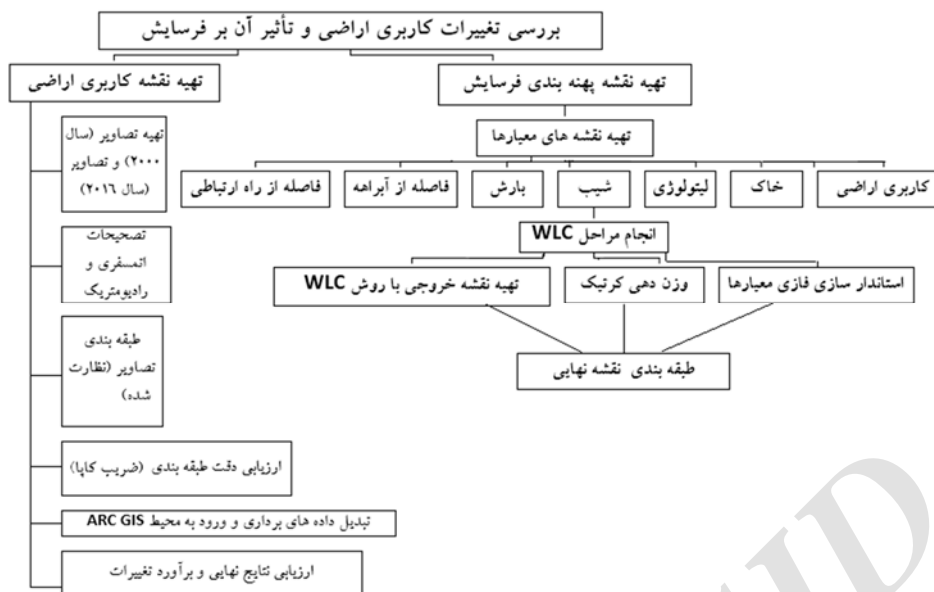 بررسی تغییرات کاربری اراضی و تأثیر آن بر فرسایش
تهیه نقشه پهنه بندی فرسایش
تهیه نقشه کاربری اراضی
تهیه نقشه های معیارها
کاربری اراضی
خاک
لیتولوژی
شیب
بارش
فاصله از آبراهه
فاصله از راه ارتباطی
انجام مراحل WLC
استاندار سازی فازی معیارها
وزن دهی کرتیک
تهیه نقشه خروجی با روش WLC
طبقه بندی نقشه نهایی
تهیه تصاویر (سال
۲۰۰۰) و تصاویر
(سال ۲۰۱۶)
تصحیحات
اتمسفری و
رادیومتریک
طبقه بندی
تصاویر (نظارت
شده)
ارزیابی دقت طبقه بندی (ضریب کاپا)
تبدیل داده های برداری و ورود به محیط ARC GIS
ارزیابی نتایج نهایی و برآورد تغییرات